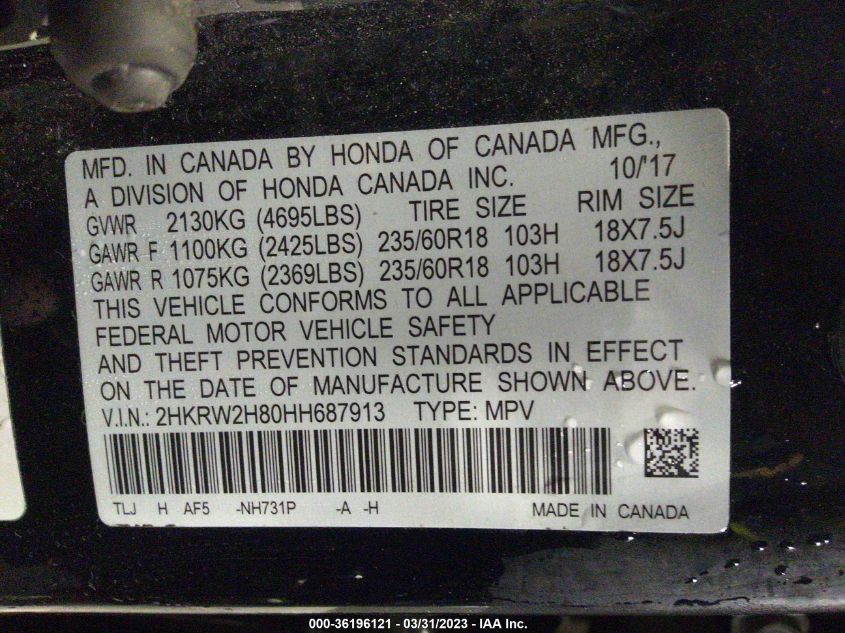 MFD. IN CANADA BY HONDA OF CANADA MFG.,
A DIVISION OF HONDA CANADA INC. 10/'17
GVWR 2130KG (4695LBS) TIRE SIZE RIM SIZE
GAWR F 1100KG (2425LBS) 235/60R18 103H 18X7.5J
GAWR R 1075KG (2369LBS) 235/60R18 103H 18X7.5J
THIS VEHICLE CONFORMS TO ALL APPLICABLE
FEDERAL MOTOR VEHICLE SAFETY
AND THEFT PREVENTION STANDARDS IN EFFECT
ON THE DATE OF MANUFACTURE SHOWN ABOVE.
V.I.N.: 2HKRW2H80HH687913 TYPE: MPV
TLJ H AF5 -NH731P -A -H MADE IN CANADA
000-36196121 - 03/31/2023 - IAA Inc.